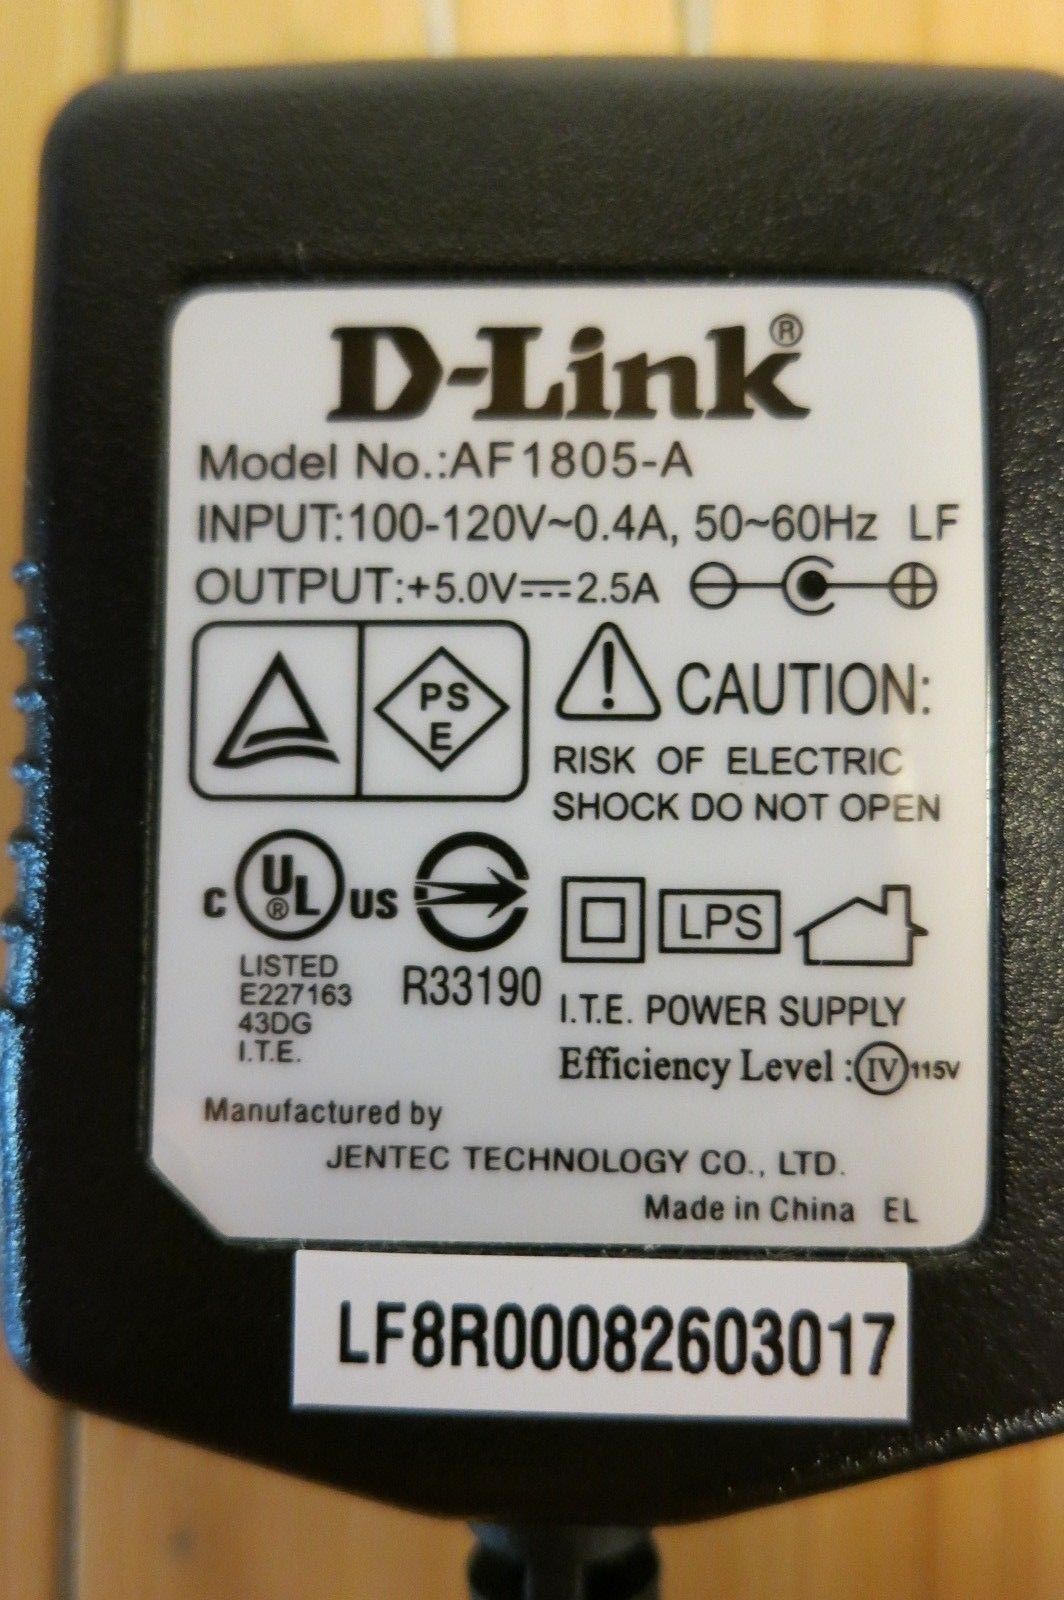 D-Link®
Model No.:AF1805-A
INPUT:100-120V~0.4A, 50~60Hz LF
OUTPUT:+5.0V⎓2.5A
PS
E
CAUTION:
RISK OF ELECTRIC
SHOCK DO NOT OPEN
C UL® US
LISTED
E227163
43DG
I.T.E.
R33190
LPS
I.T.E. POWER SUPPLY
Efficiency Level :IV 115V
Manufactured by
JENTEC TECHNOLOGY CO., LTD.
Made in China EL
LF8R00082603017